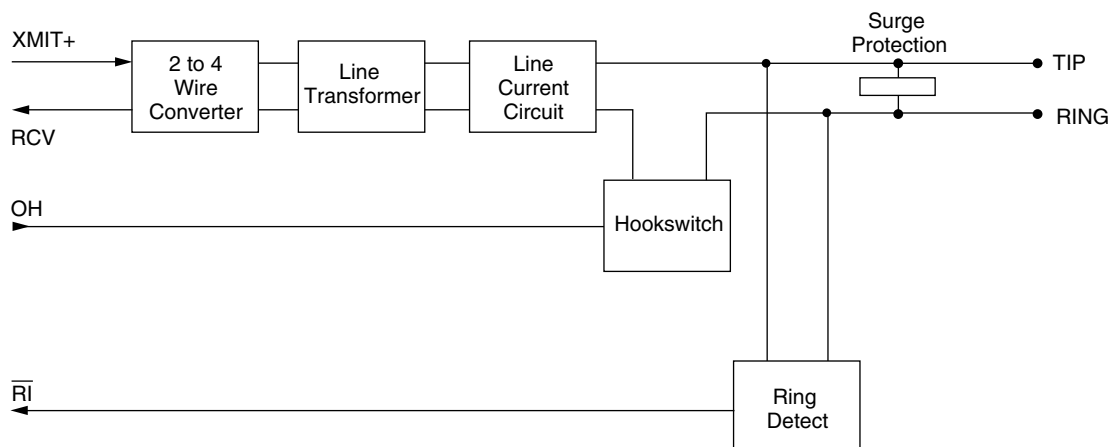 XMIT+
RCV
2 to 4
Wire
Converter
Line
Transformer
Line
Current
Circuit
Surge
Protection
TIP
RING
OH
Hookswitch
R̅I̅
Ring
Detect